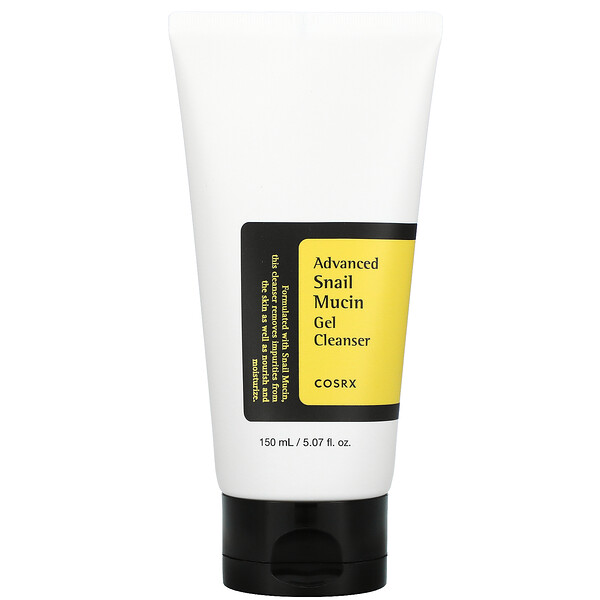 Advanced
Snail
Mucin
Gel
Cleanser
COSRX
Formulated with Snail Mucin,
this cleanser removes impurities from
the skin as well as nourish and
moisturize.
150 mL / 5.07 fl. oz.